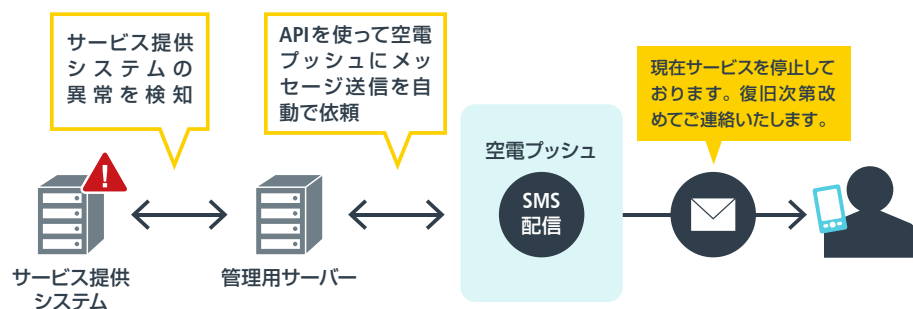 サービス提供
システムの
異常を検知
APIを使って空電
プッシュにメッ
セージ送信を自
動で依頼
現在サービスを停止して
おります。復旧次第改
めてご連絡いたします。
空電プッシュ
SMS
配信
サービス提供
システム
管理用サーバー